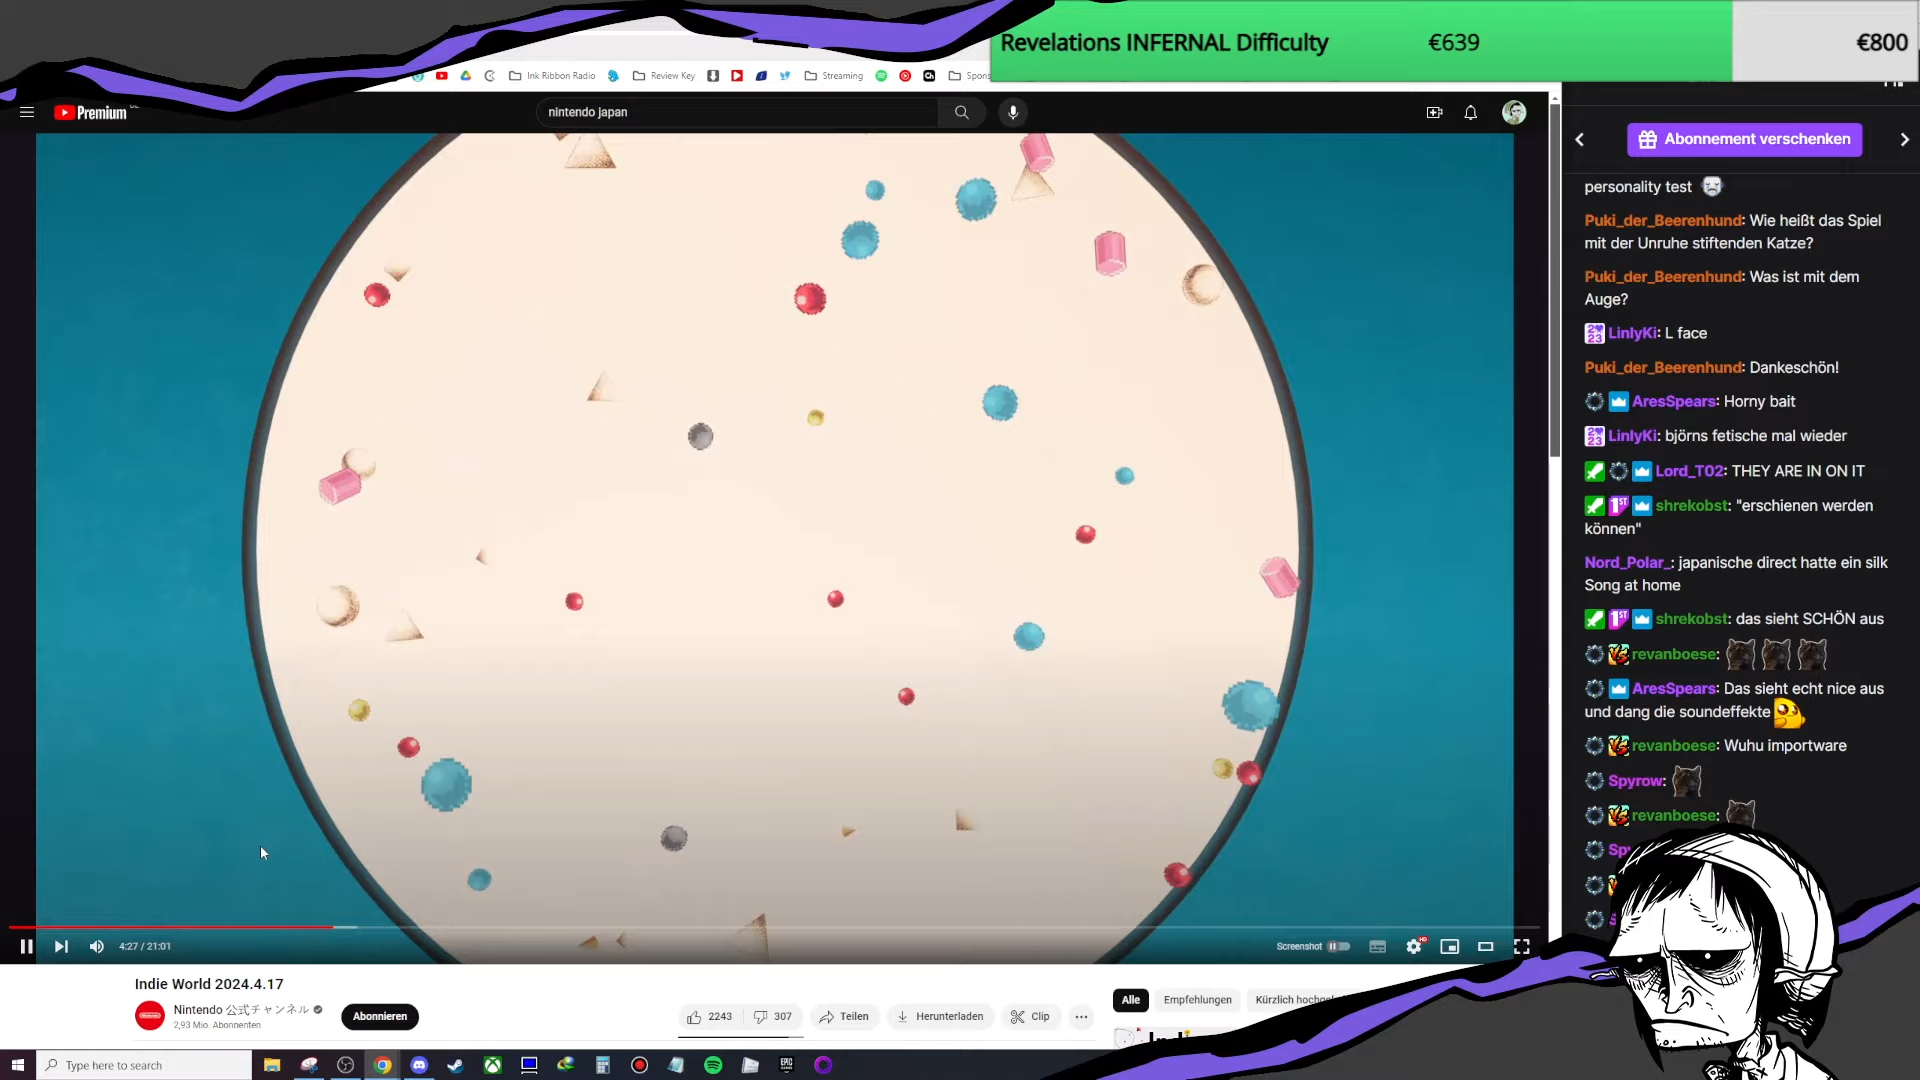 Revelations INFERNAL Difficulty €639 €800
Ink Ribbon Radio Review Key Streaming
Premium nintendo japan
Abonnement verschenken
personality test
Puki_der_Beerenhund: Wie heißt das Spiel
mit der Unruhe stiftenden Katze?
Puki_der_Beerenhund: Was ist mit dem
Auge?
LinlyKi: L face
Puki_der_Beerenhund: Dankeschön!
AresSpears: Horny bait
LinlyKi: björns fetische mal wieder
Lord_T02: THEY ARE IN ON IT
shrekobst: "erschienen werden
können"
Nord_Polar_: japanische direct hatte ein silk
Song at home
shrekobst: das sieht SCHÖN aus
revanboese:
AresSpears: Das sieht echt nice aus
und dang die soundeffekte
revanboese: Wuhu importware
Spyrow:
revanboese:
4:27 / 21:01 Screenshot
Indie World 2024.4.17
Nintendo 公式チャンネル
2,93 Mio. Abonnenten
Abonnieren
2243 307 Teilen Herunterladen Clip
Alle Empfehlungen Kürzlich
Type here to search